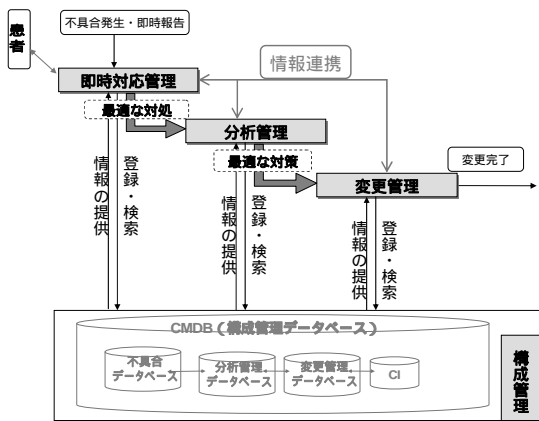 患者
不具合発生・即時報告
情報連携
即時対応管理
最適な対処
分析管理
最適な対策
変更管理
変更完了
情報の提供
登録・検索
情報の提供
登録・検索
情報の提供
登録・検索
CMDB（構成管理データベース）
不具合
データベース
分析管理
データベース
変更管理
データベース
CI
構成管理